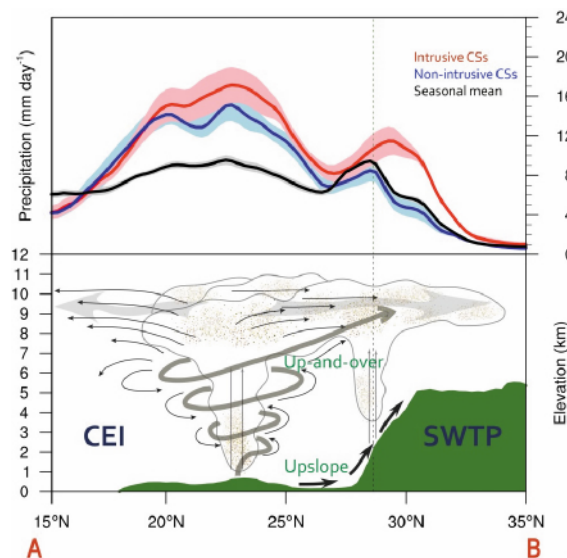 24
20
16
12
8
4
0
Precipitation (mm day⁻¹)
Intrusive CSs
Non-intrusive CSs
Seasonal mean
12
11
10
9
8
7
6
5
4
3
2
1
0
Elevation (km)
Up-and-over
CEI
SWTP
Upslope
15°N
20°N
25°N
30°N
35°N
A
B